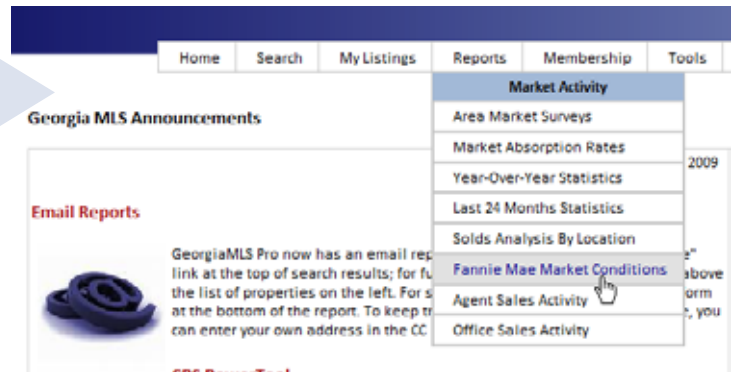 Home Search My Listings Reports Membership Tools
Market Activity
Georgia MLS Announcements
Area Market Surveys
Market Absorption Rates
2009
Year-Over-Year Statistics
Email Reports
Last 24 Months Statistics
Solds Analysis By Location
GeorgiaMLS Pro now has an email rep e"
Fannie Mae Market Conditions
link at the top of search results; for fu above
the list of properties on the left. For s orm
Agent Sales Activity
at the bottom of the report. To keep t , you
can enter your own address in the CC
Office Sales Activity